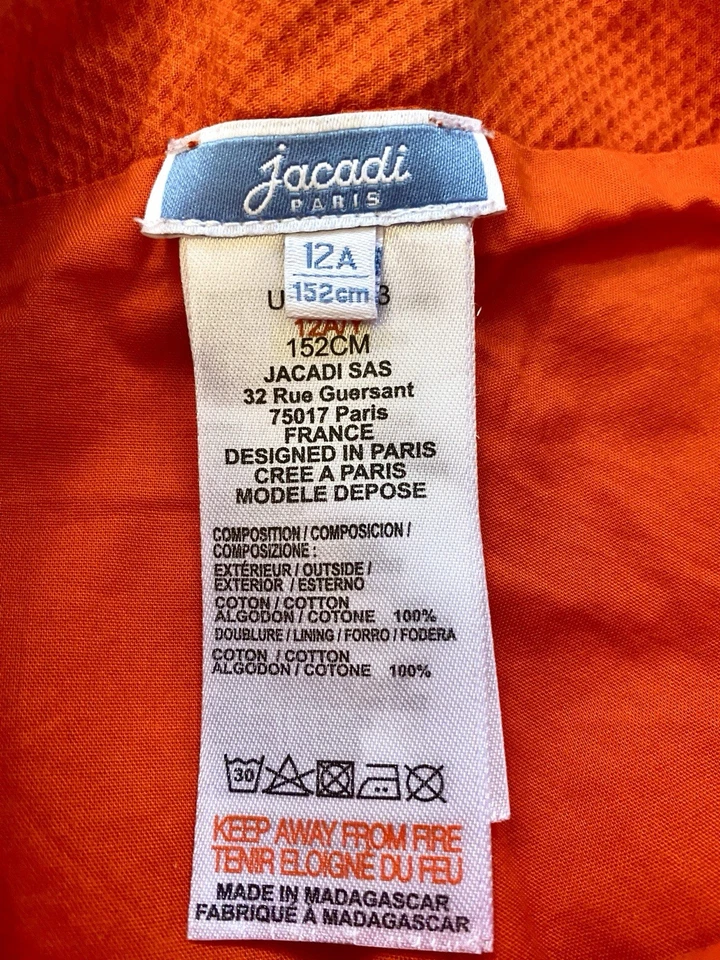 jacadi
PARIS
12A
152cm
152CM
JACADI SAS
32 Rue Guersant
75017 Paris
FRANCE
DESIGNED IN PARIS
CREE A PARIS
MODELE DEPOSE
COMPOSITION / COMPOSICION /
COMPOSIZIONE :
EXTÉRIEUR / OUTSIDE /
EXTERIOR / ESTERNO
COTON / COTTON
ALGODON / COTONE 100%
DOUBLURE / LINING / FORRO / FODERA
COTON / COTTON
ALGODON / COTONE 100%
30
KEEP AWAY FROM FIRE
TENIR ELOIGNÉ DU FEU
MADE IN MADAGASCAR
FABRIQUÉ À MADAGASCAR